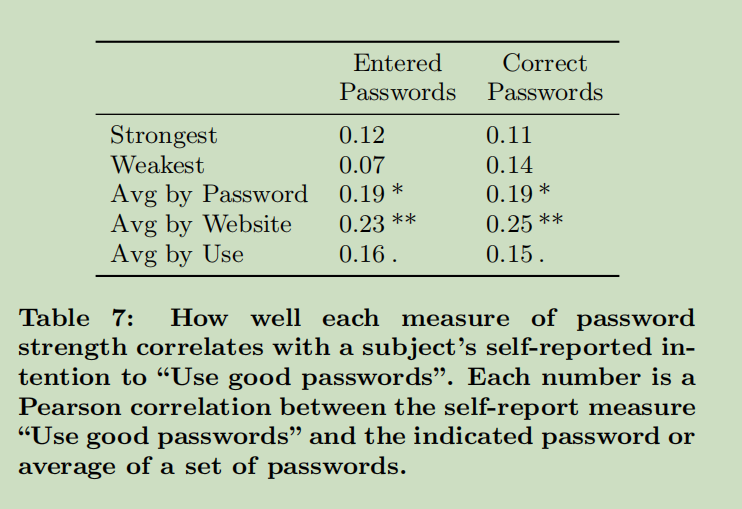 Entered Correct
Passwords Passwords
Strongest 0.12 0.11
Weakest 0.07 0.14
Avg by Password 0.19 * 0.19 *
Avg by Website 0.23 ** 0.25 **
Avg by Use 0.16 . 0.15 .
Table 7: How well each measure of password
strength correlates with a subject's self-reported in-
tention to “Use good passwords”. Each number is a
Pearson correlation between the self-report measure
“Use good passwords” and the indicated password or
average of a set of passwords.